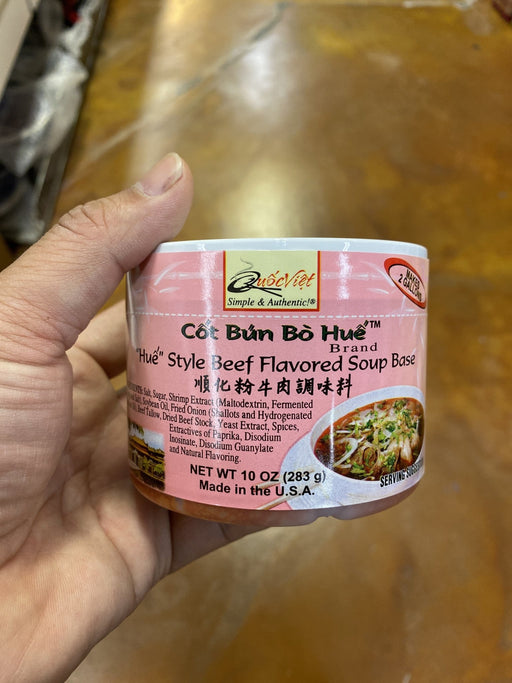 QuốcViệt
Simple & Authentic!®
MAKES
2 GALLONS
Cốt Bún Bò Huế™
Brand
"Huế" Style Beef Flavored Soup Base
順化粉牛肉調味料
Salt, Sugar, Shrimp Extract (Maltodextrin, Fermented
Soybean Oil, Fried Onion (Shallots and Hydrogenated
Beef Tallow, Dried Beef Stock, Yeast Extract, Spices,
Extractives of Paprika, Disodium
Inosinate, Disodium Guanylate
and Natural Flavoring.
NET WT 10 OZ (283 g)
Made in the U.S.A.
SERVING